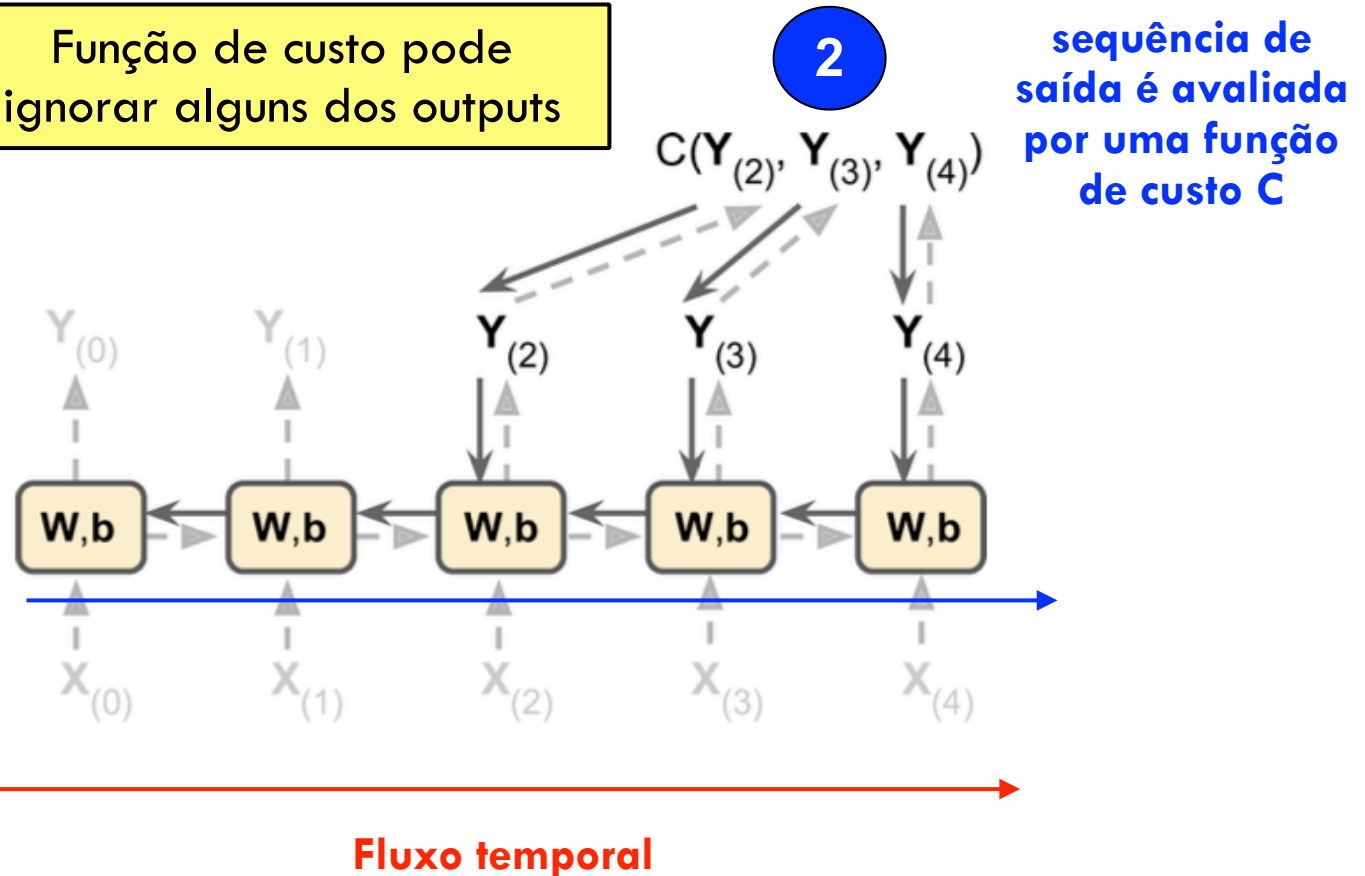 Função de custo pode
ignorar alguns dos outputs
2
sequência de
saída é avaliada
por uma função
de custo C
C(Y(2), Y(3), Y(4))
Y(0) Y(1) Y(2) Y(3) Y(4)
W,b W,b W,b W,b W,b
X(0) X(1) X(2) X(3) X(4)
Fluxo temporal